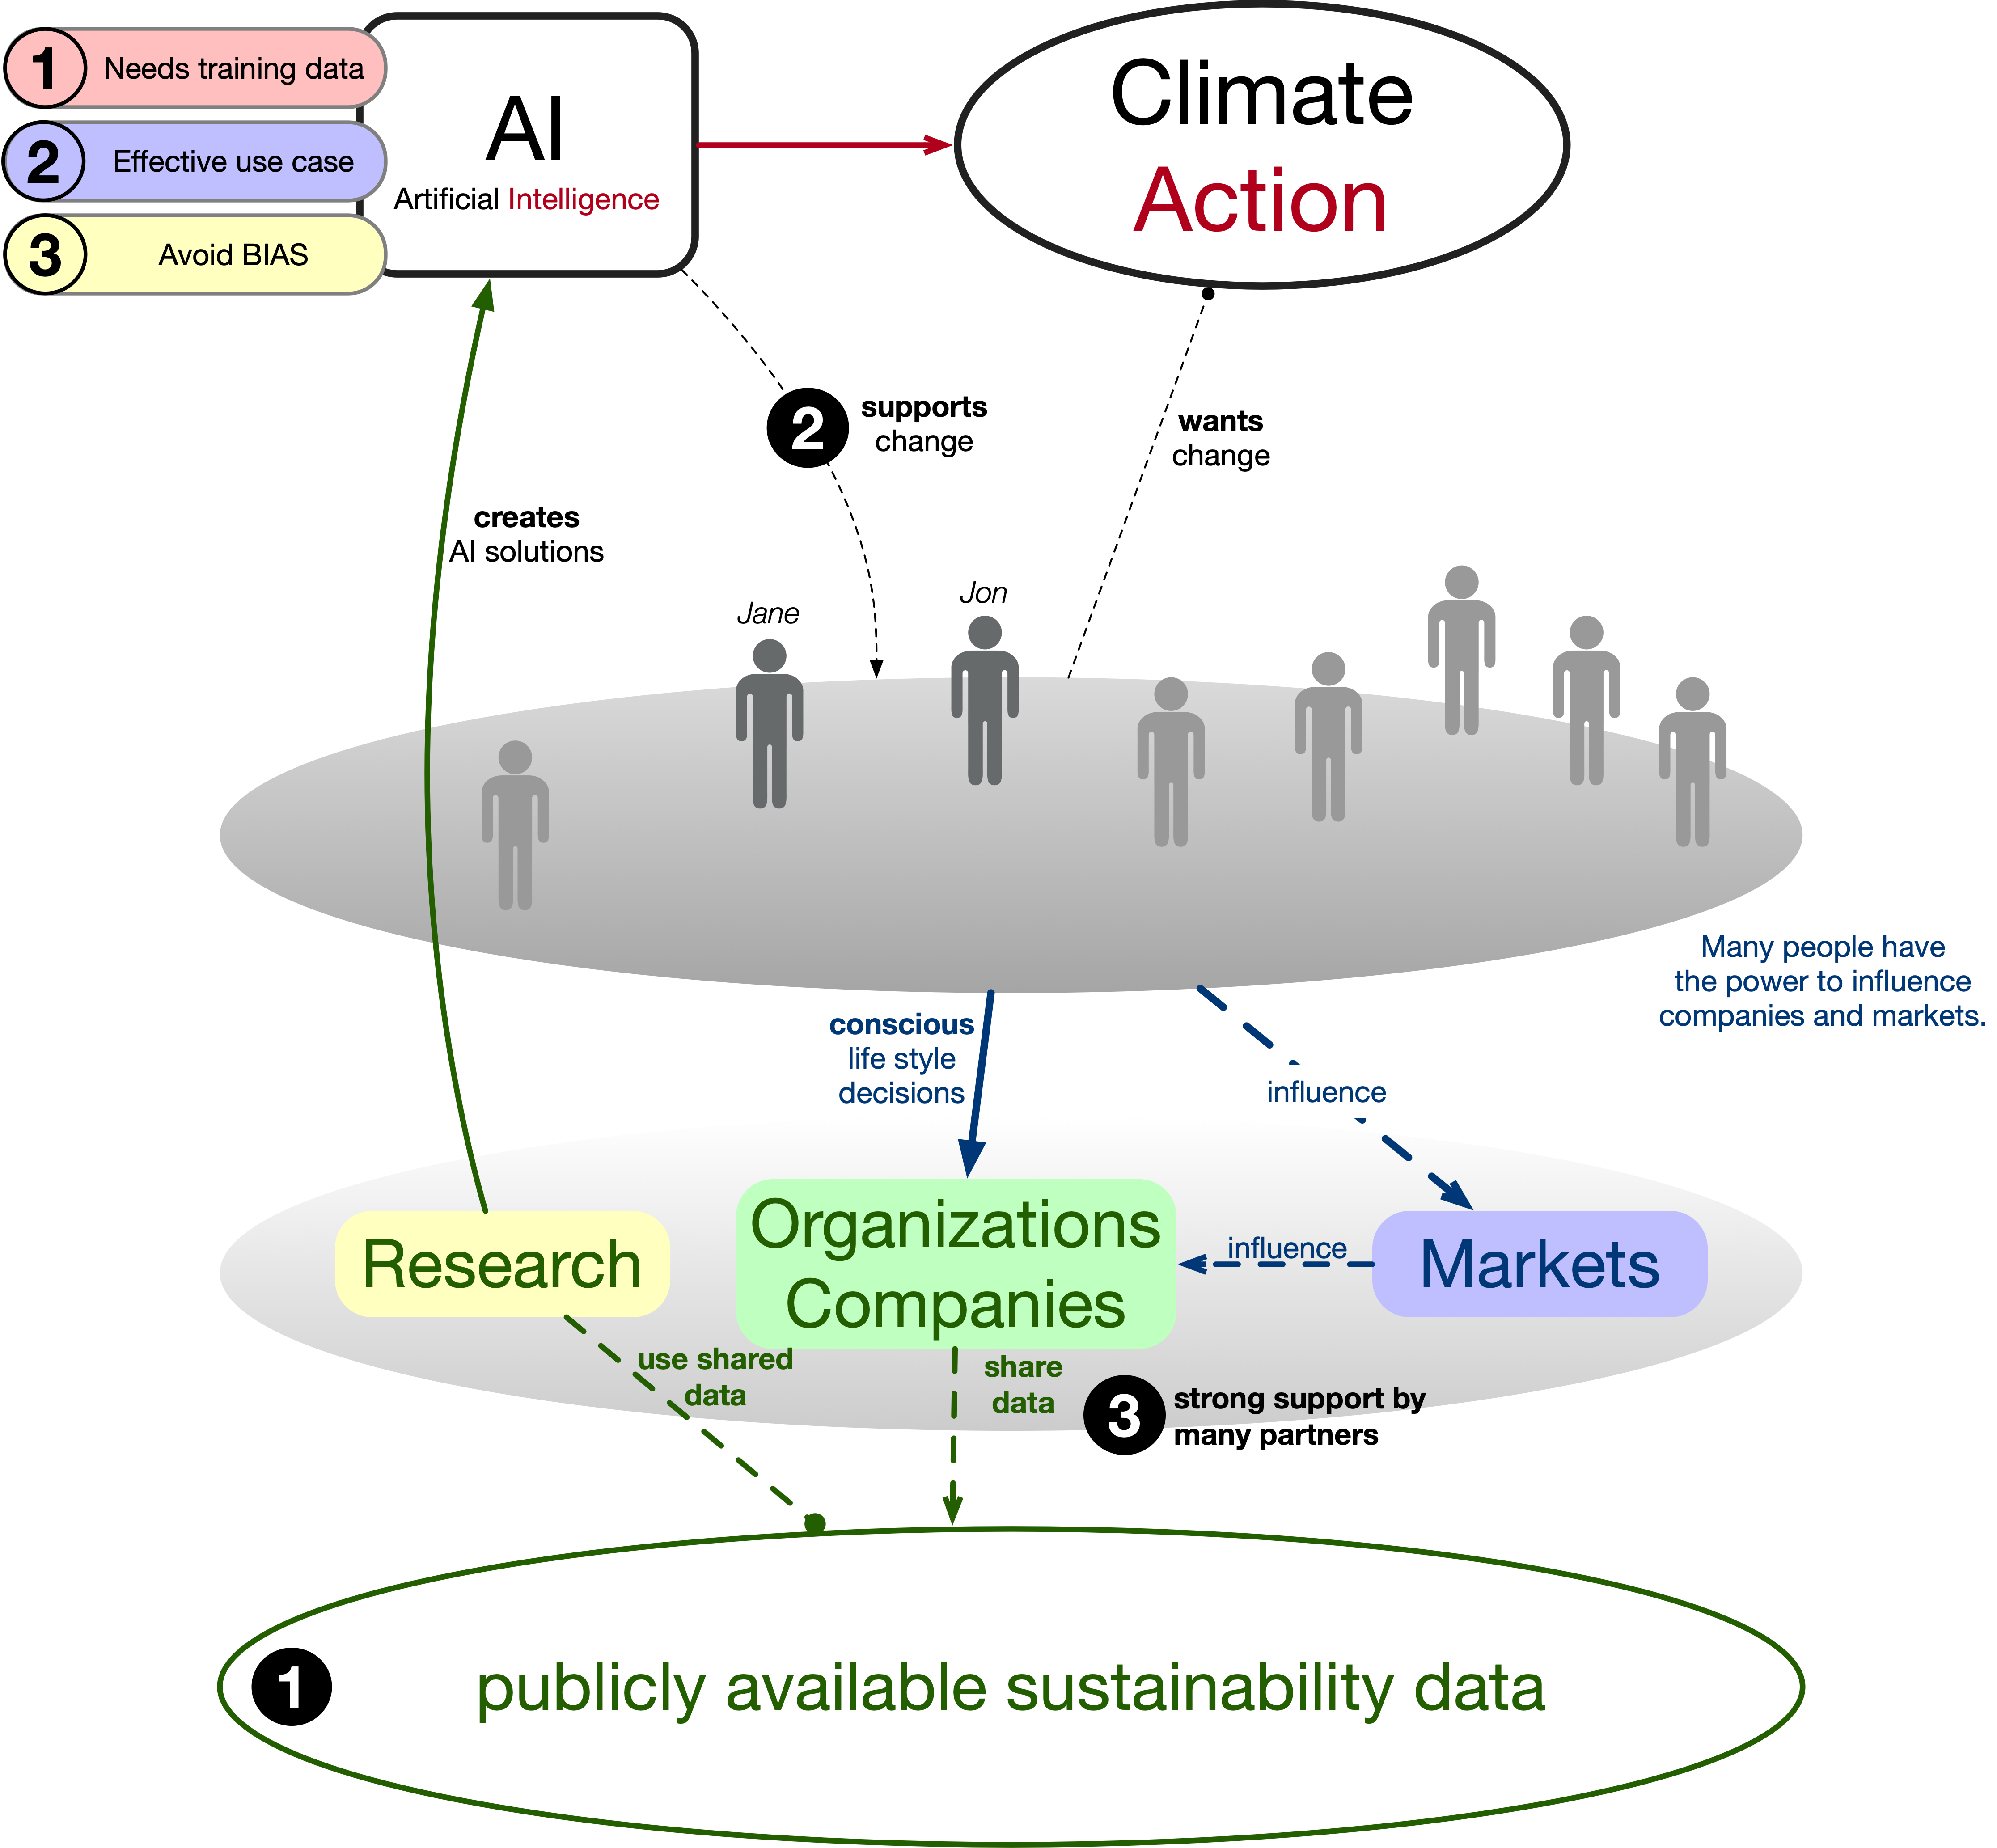 1 Needs training data
2 Effective use case
3 Avoid BIAS
AI
Artificial Intelligence
Climate
Action
2
supports
change
wants
change
creates
AI solutions
Jane
Jon
Many people have
the power to influence
companies and markets.
conscious
life style
decisions
influence
Research
Organizations
Companies
influence
Markets
use shared
data
share
data
3
strong support by
many partners
1
publicly available sustainability data